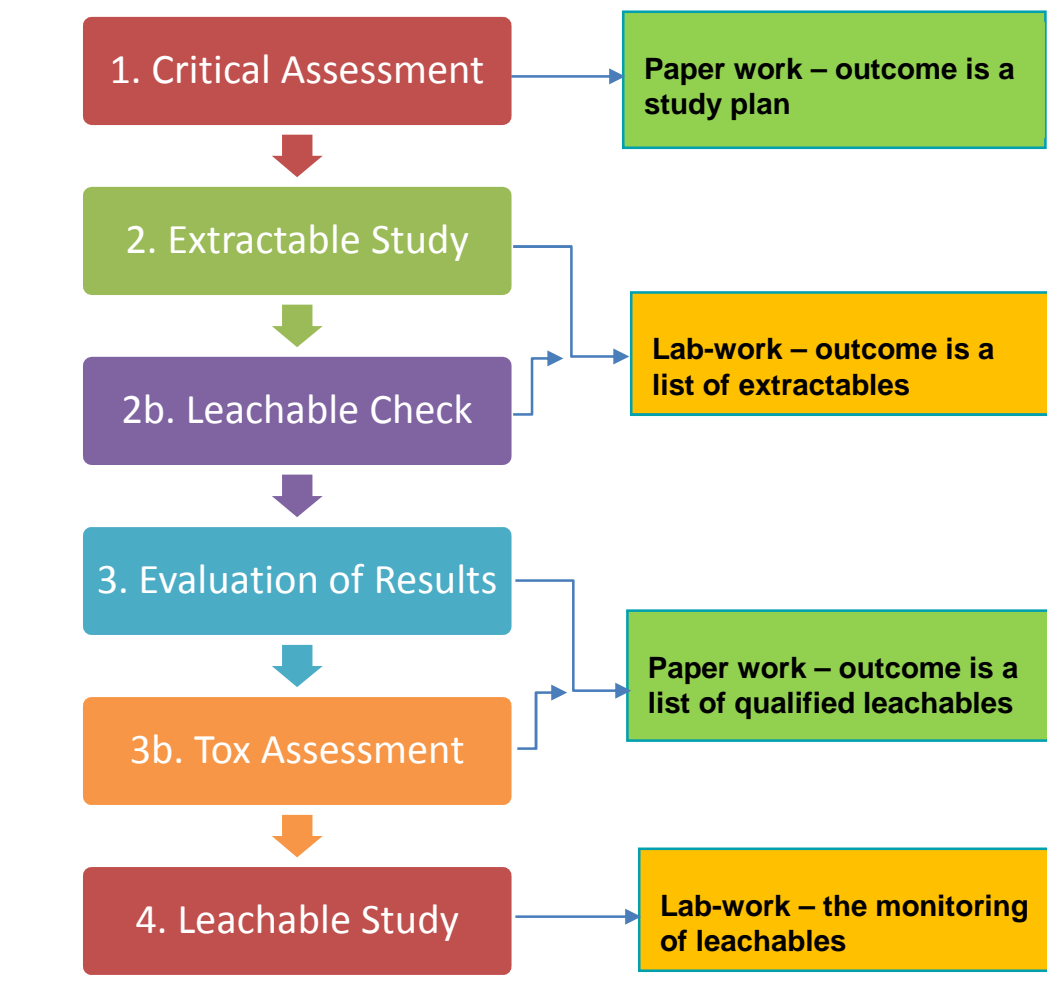 1. Critical Assessment
Paper work – outcome is a
study plan
2. Extractable Study
Lab-work – outcome is a
list of extractables
2b. Leachable Check
3. Evaluation of Results
Paper work – outcome is a
list of qualified leachables
3b. Tox Assessment
4. Leachable Study
Lab-work – the monitoring
of leachables